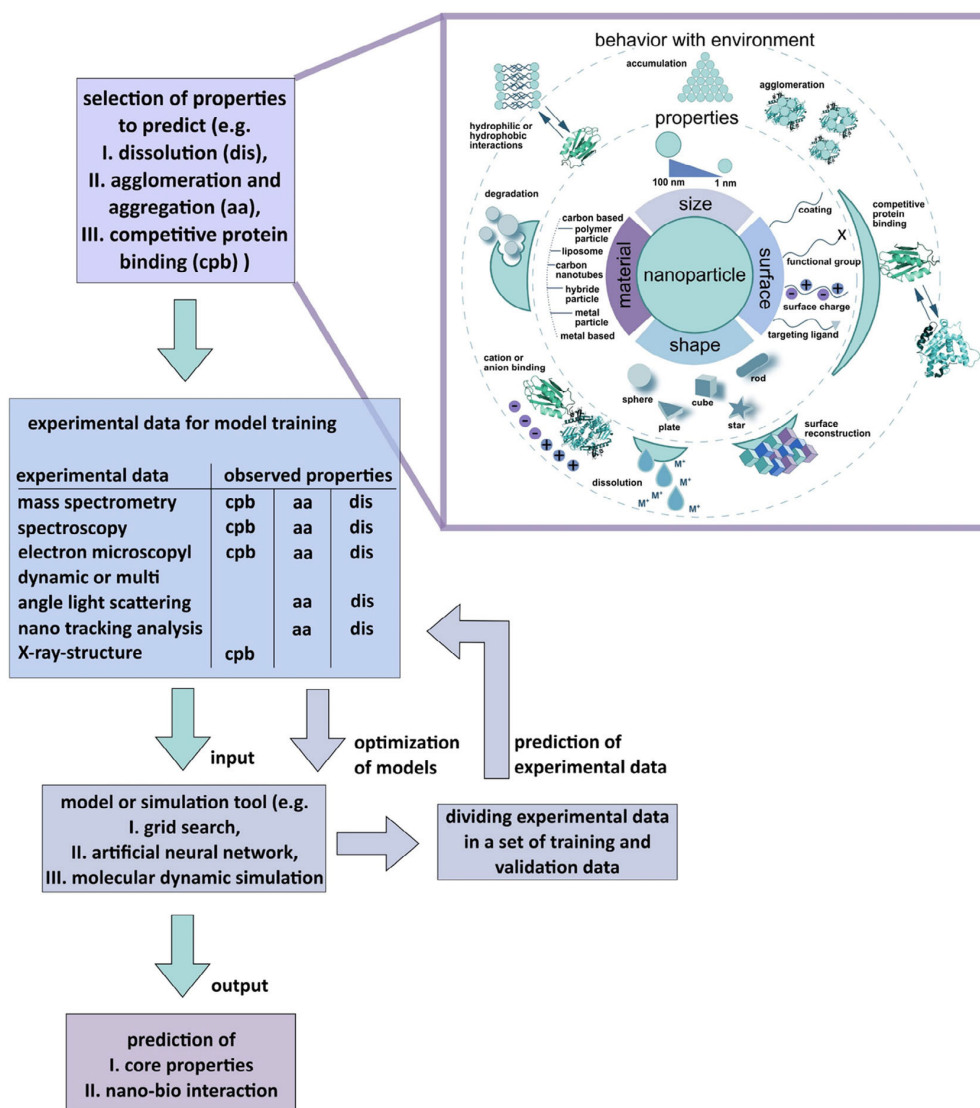 selection of properties
to predict (e.g.
I. dissolution (dis),
II. agglomeration and
aggregation (aa),
III. competitive protein
binding (cpb) )
behavior with environment
accumulation
agglomeration
hydrophilic or
hydrophobic
interactions
properties
100 nm
1 nm
degradation
size
material
surface
shape
nanoparticle
carbon based
polymer
particle
liposome
carbon
nanotubes
hybride
particle
metal
particle
metal based
coating
X
functional group
- + - +
surface charge
targeting ligand
competitive
protein
binding
cation or
anion binding
- - - + + +
sphere
plate
cube
star
rod
surface
reconstruction
dissolution
M⁺
M⁺
M⁺
M⁺
M⁺
experimental data for model training
experimental data observed properties
mass spectrometry cpb aa dis
spectroscopy cpb aa dis
electron microscopyl cpb aa dis
dynamic or multi
angle light scattering aa dis
nano tracking analysis aa dis
X-ray-structure cpb
input
optimization
of models
prediction of
experimental data
model or simulation tool (e.g.
I. grid search,
II. artificial neural network,
III. molecular dynamic simulation
dividing experimental data
in a set of training and
validation data
output
prediction of
I. core properties
II. nano-bio interaction